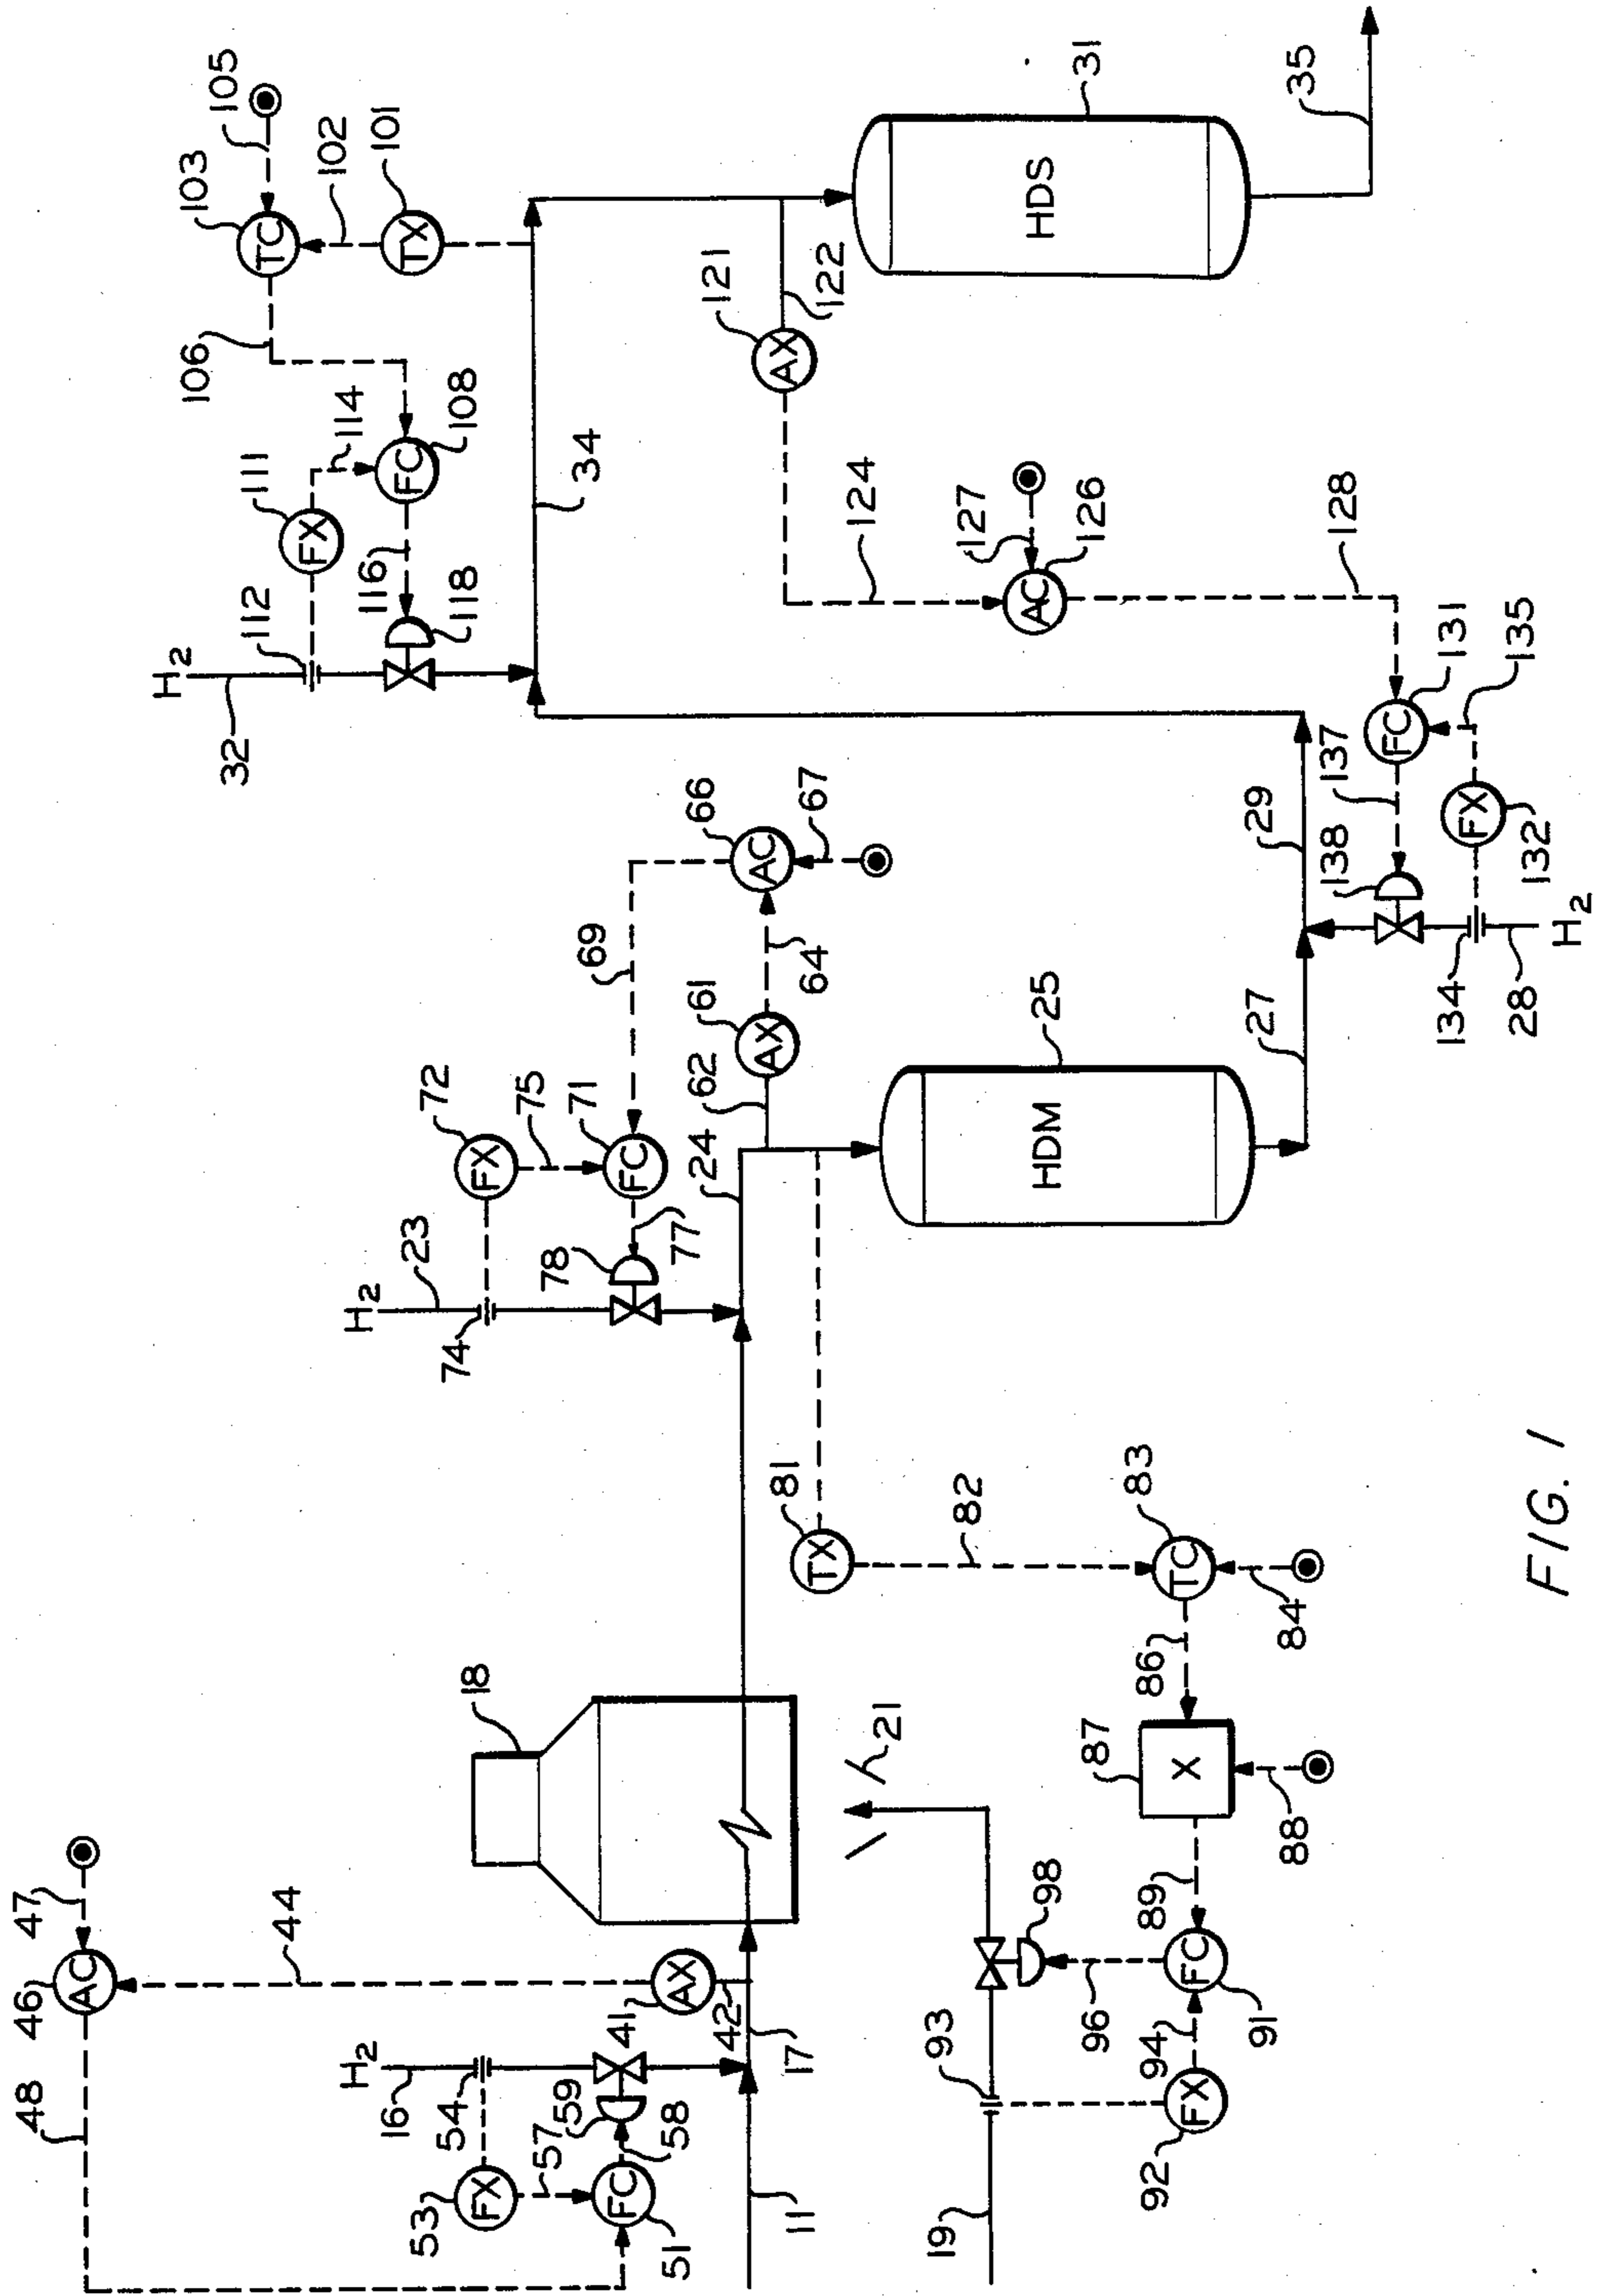 46
AC
47
48
44
H2
16
54
53
FX
57
59
58
FC
51
41
AX
42
17
11
18
19
93
98
21
92
FX
94
FC
91
96
89
87
X
88
86
TC
83
84
82
TX
81
H2
23
74
72
FX
75
78
77
FC
71
69
24
62
61
AX
64
AC
66
67
HDM
25
27
29
H2
28
134
138
137
132
FX
135
FC
131
128
H2
32
112
111
FX
114
116
118
FC
108
106
103
TC
105
102
TX
101
34
121
AX
122
124
127
AC
126
HDS
31
35
FIG. 1